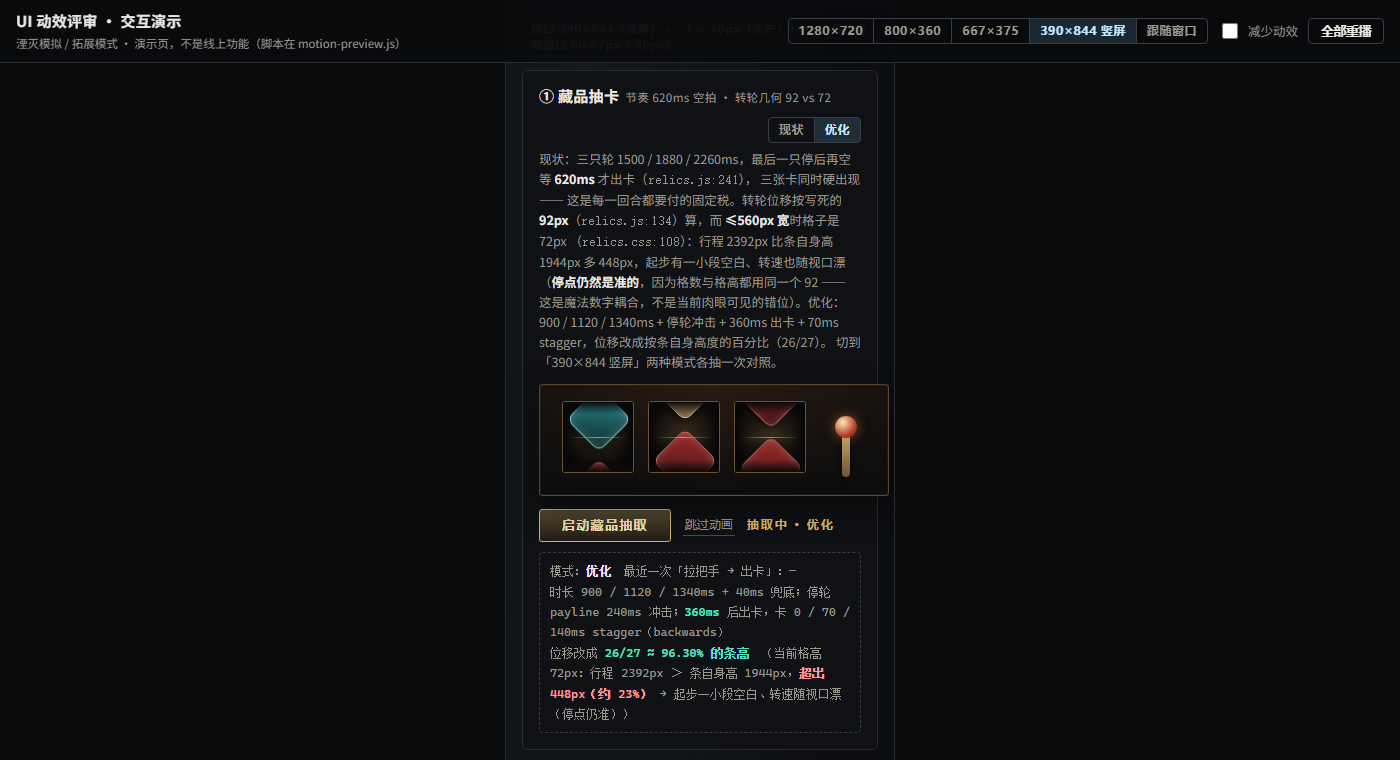 UI 动效评审 · 交互演示
湮灭模拟 / 拓展模式 · 演示页，不是线上功能（脚本在 motion-preview.js）
1280×720
800×360
667×375
390×844 竖屏
跟随窗口
减少动效
全部重播
① 藏品抽卡 节奏 620ms 空拍 · 转轮几何 92 vs 72
现状
优化
现状：三只轮 1500 / 1880 / 2260ms，最后一只停后再空
等 620ms 才出卡（relics.js:241），三张卡同时硬出现
—— 这是每一回合都要付的固定税。转轮位移按写死的
92px（relics.js:134）算，而 ≤560px 宽时格子是
72px （relics.css:108）：行程 2392px 比条自身高
1944px 多 448px，起步有一小段空白、转速也随视口漂
（停点仍然是准的，因为格数与格高都用同一个 92 ——
这是魔法数字耦合，不是当前肉眼可见的错位）。优化：
900 / 1120 / 1340ms + 停轮冲击 + 360ms 出卡 + 70ms
stagger，位移改成按条自身高度的百分比（26/27）。 切到
「390×844 竖屏」两种模式各抽一次对照。
启动藏品抽取
跳过动画
抽取中 · 优化
模式：优化 最近一次「拉把手 → 出卡」：—
时长 900 / 1120 / 1340ms + 40ms 兜底；停轮
payline 240ms 冲击；360ms 后出卡，卡 0 / 70 /
140ms stagger（backwards）
位移改成 26/27 ≈ 96.30% 的条高 （当前格高
72px：行程 2392px ＞ 条自身高 1944px，超出
448px（约 23%） → 起步一小段空白、转速随视口漂
（停点仍准））